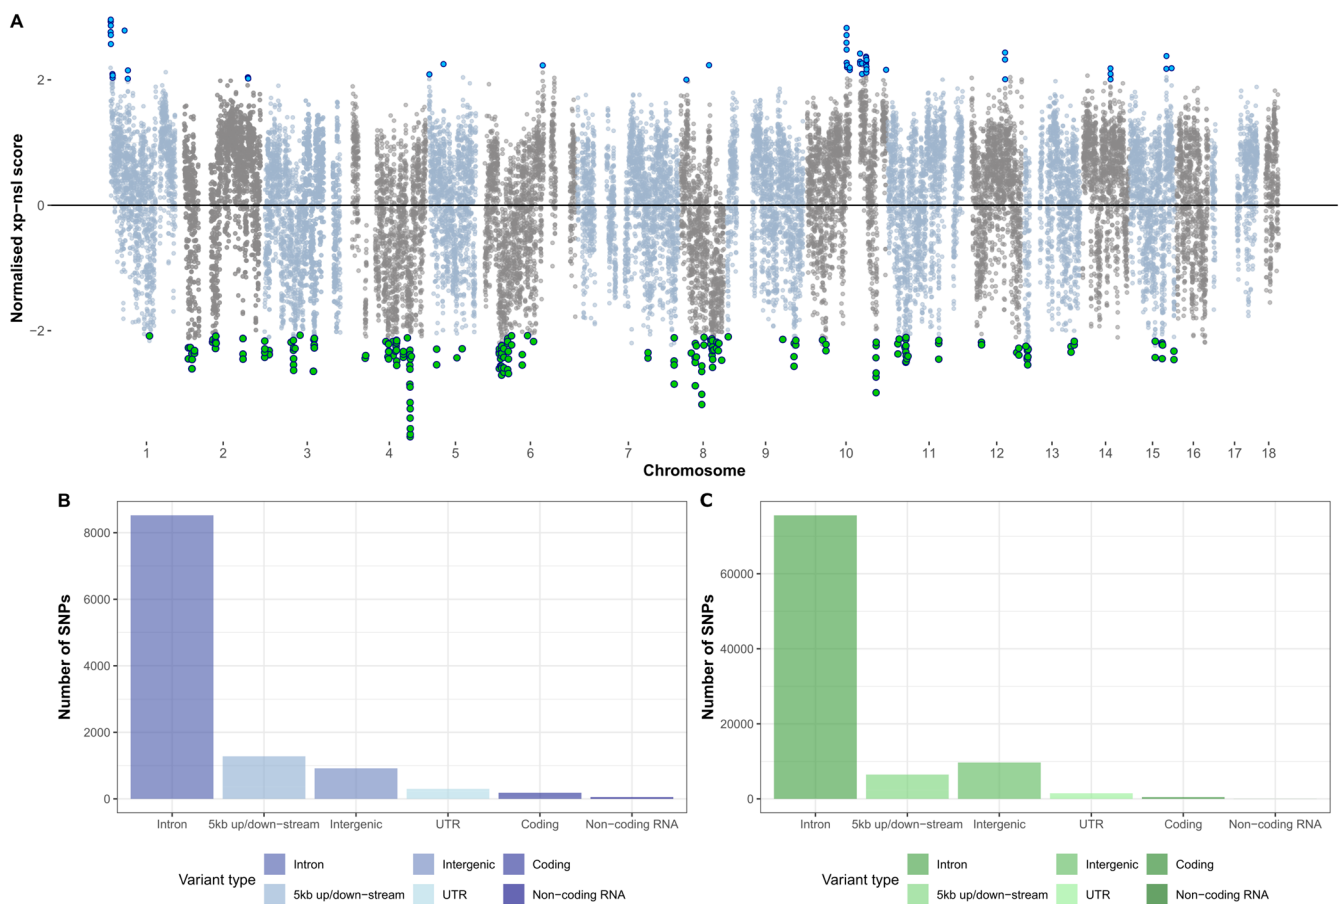 A
Normalised xp−nsl score
2
0
−2
1 2 3 4 5 6 7 8 9 10 11 12 13 14 15 16 17 18
Chromosome
B
Number of SNPs
8000
6000
4000
2000
0
Intron 5kb up/down−stream Intergenic UTR Coding Non−coding RNA
Variant type
Intron Intergenic Coding
5kb up/down−stream UTR Non−coding RNA
C
Number of SNPs
60000
40000
20000
0
Intron 5kb up/down−stream Intergenic UTR Coding Non−coding RNA
Variant type
Intron Intergenic Coding
5kb up/down−stream UTR Non−coding RNA